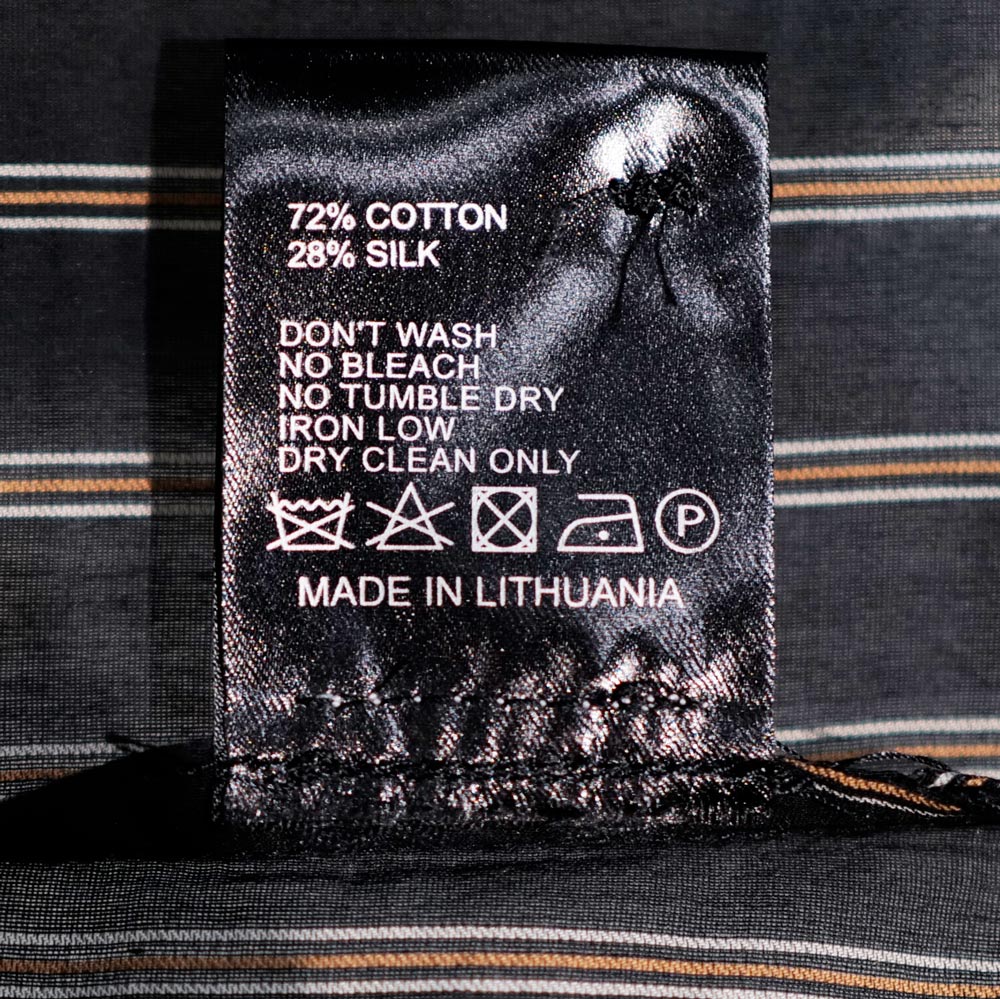 72% COTTON
28% SILK
DON'T WASH
NO BLEACH
NO TUMBLE DRY
IRON LOW
DRY CLEAN ONLY
P
MADE IN LITHUANIA